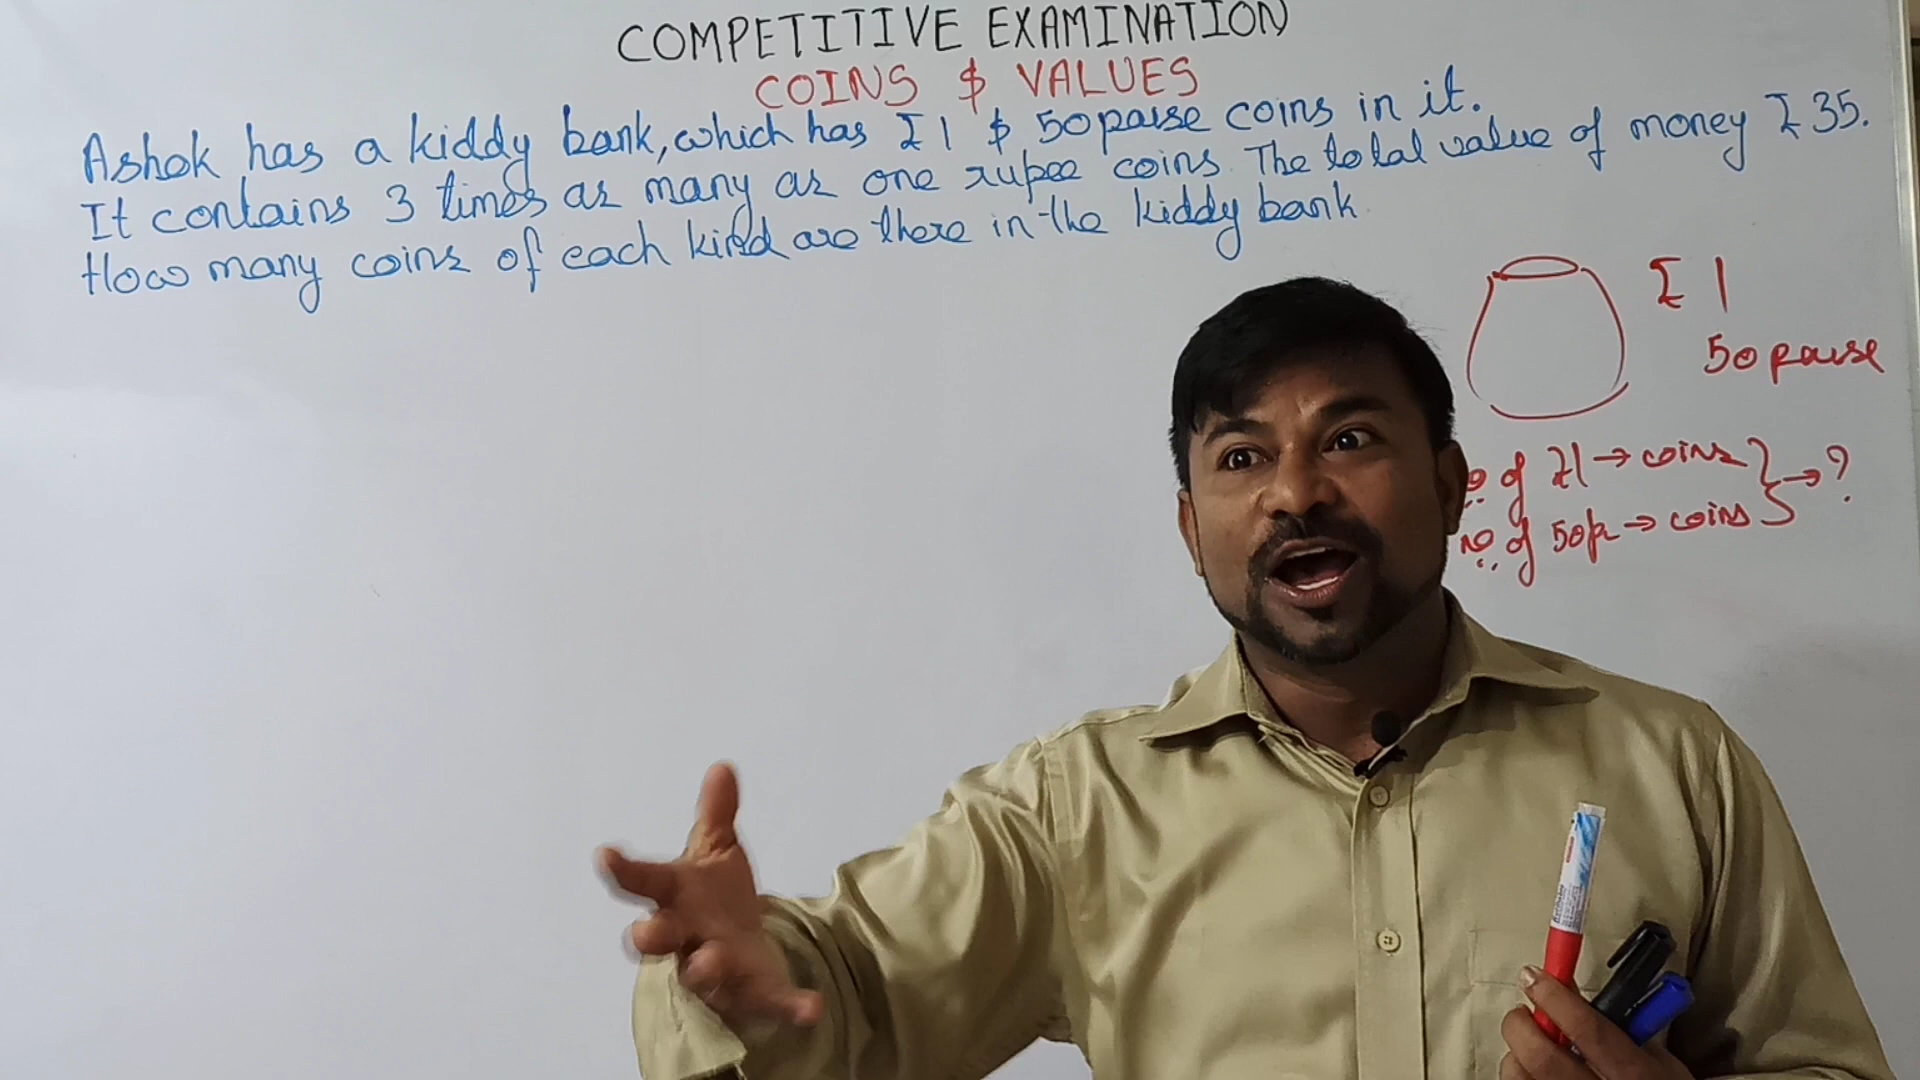 COMPETITIVE EXAMINATION
COINS & VALUES
Ashok has a kiddy bank, which has ₹ 1 & 50 paise coins in it.
It contains 3 times as many as one rupee coins. The total value of money ₹ 35.
How many coins of each kind are there in the kiddy bank.
₹ 1
50 paise
of ₹1 → coins } → ?
no of 50p → coins